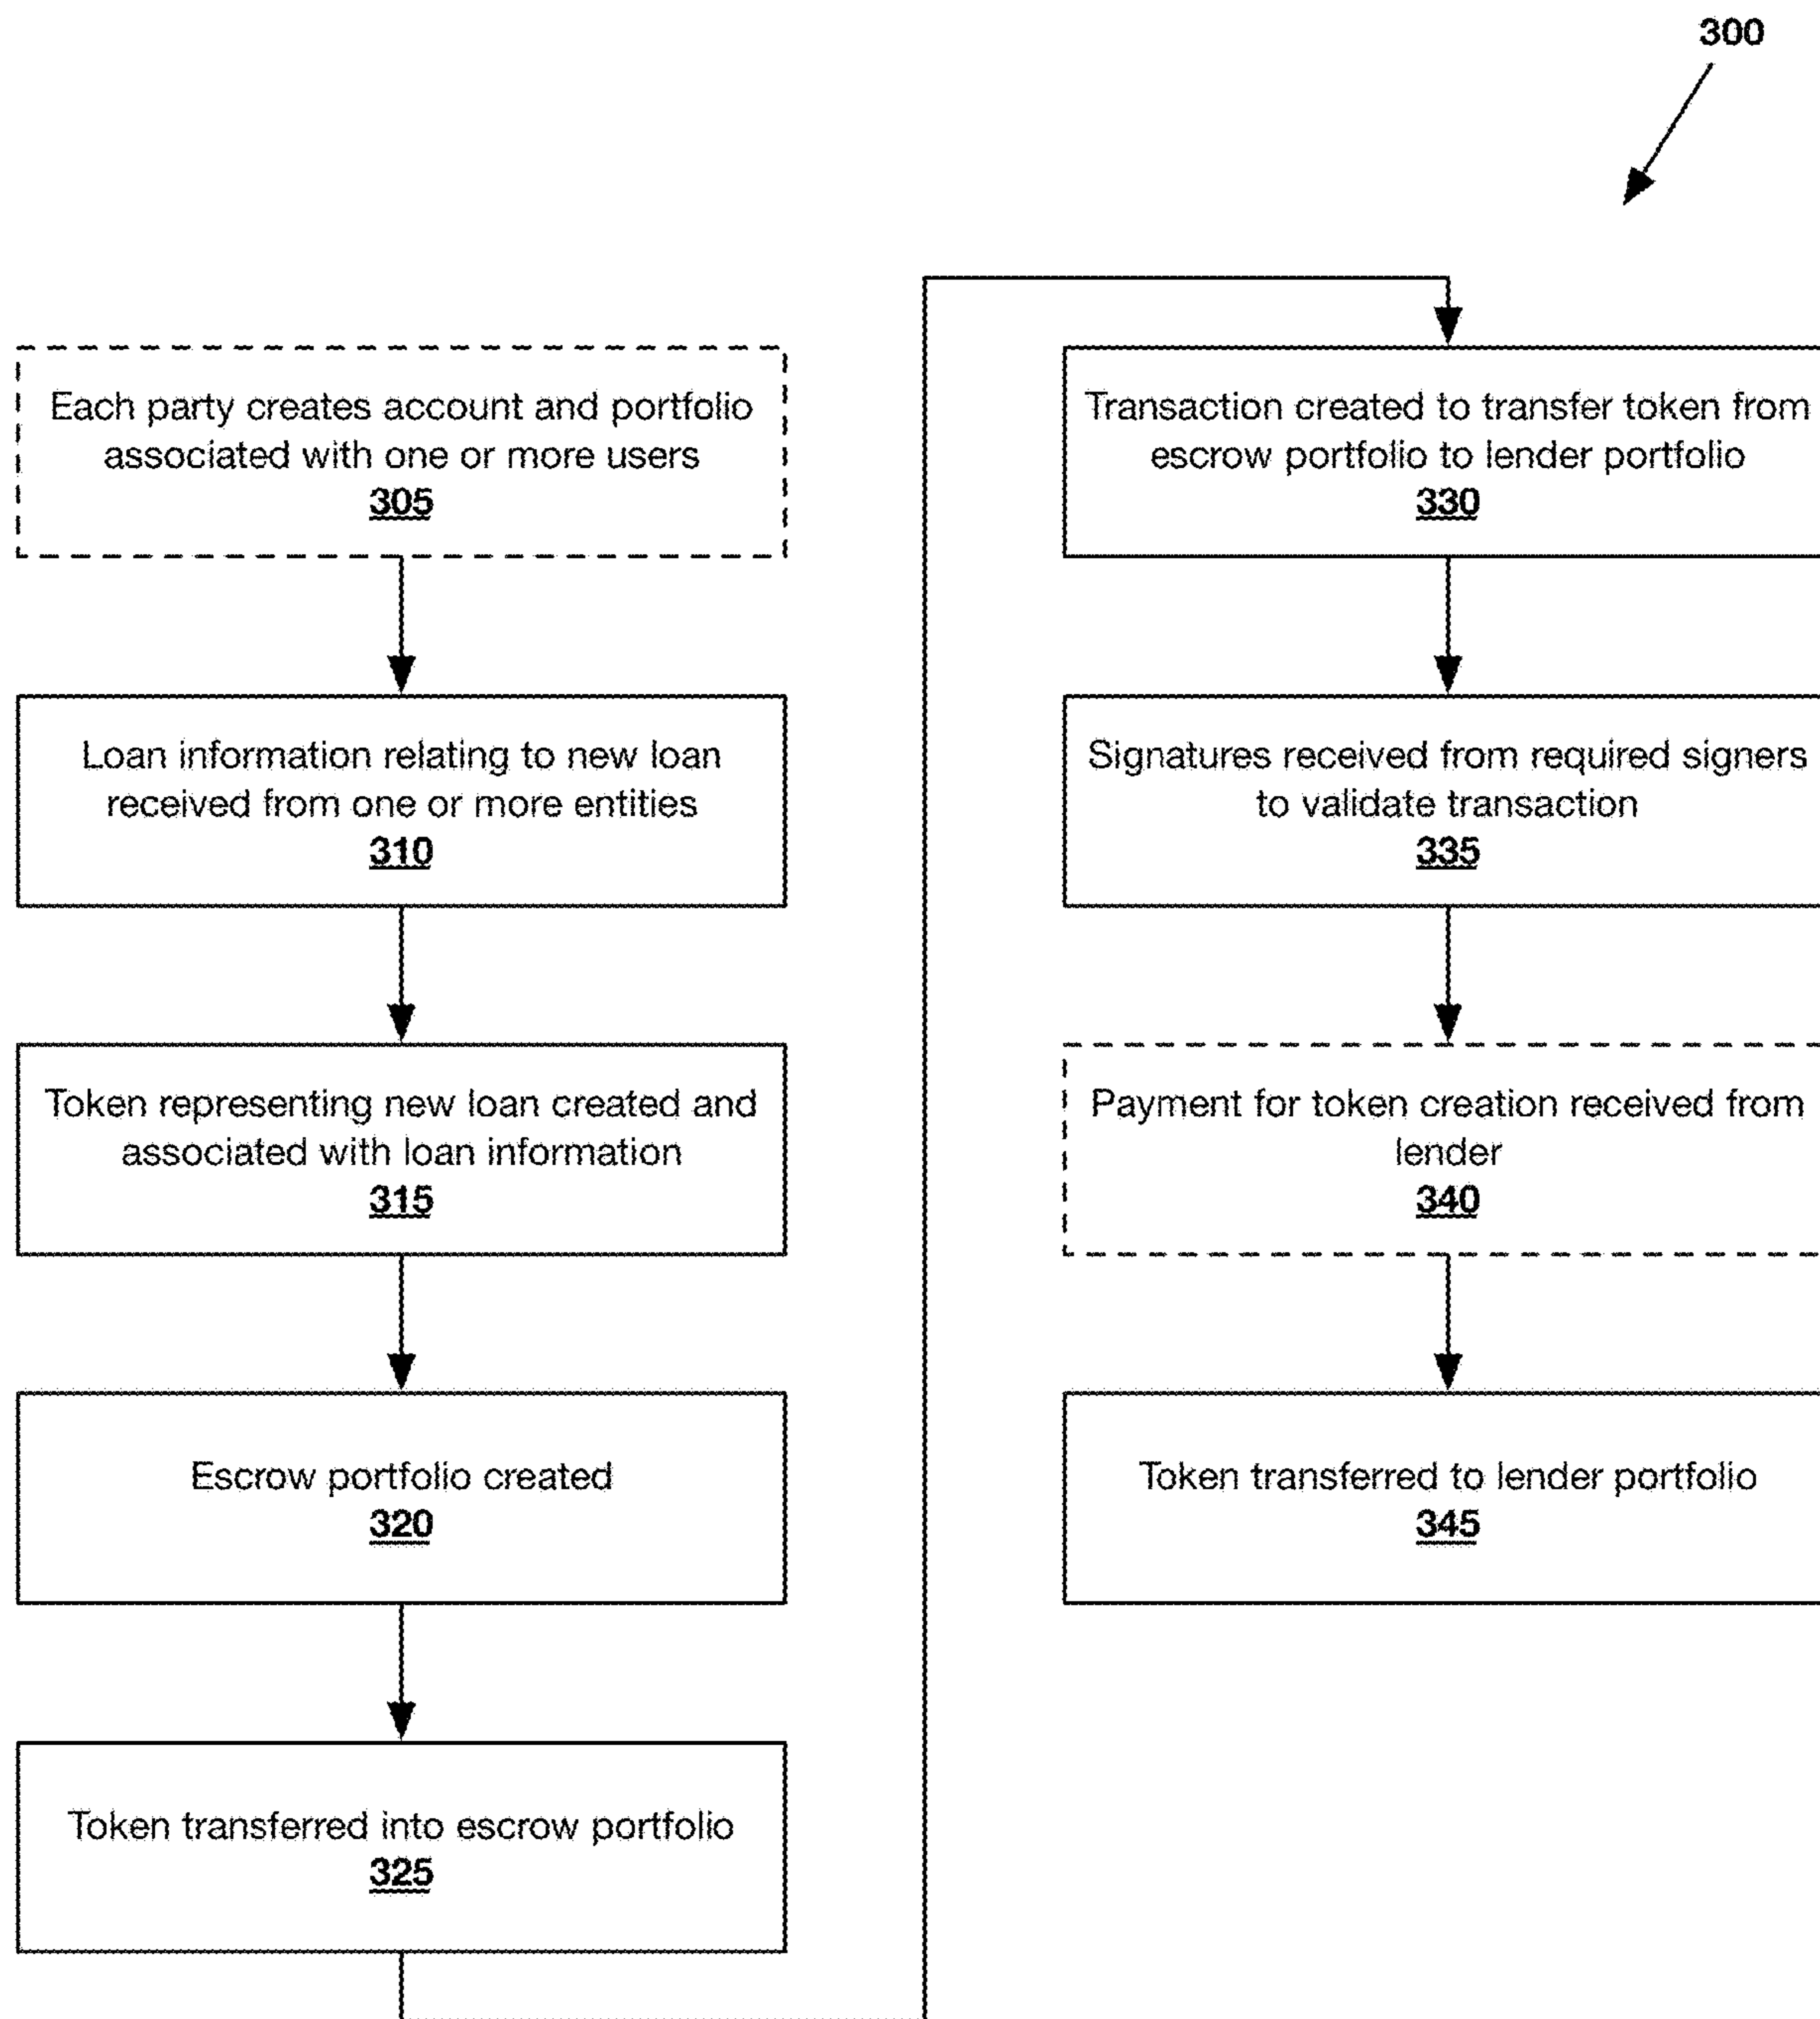 300
Each party creates account and portfolio
associated with one or more users
305
Loan information relating to new loan
received from one or more entities
310
Token representing new loan created and
associated with loan information
315
Escrow portfolio created
320
Token transferred into escrow portfolio
325
Transaction created to transfer token from
escrow portfolio to lender portfolio
330
Signatures received from required signers
to validate transaction
335
Payment for token creation received from
lender
340
Token transferred to lender portfolio
345